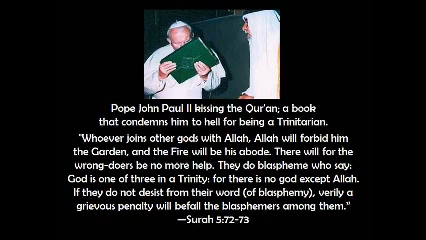 Pope John Paul II kissing the Qur'an; a book
that condemns him to hell for being a Trinitarian.
"Whoever joins other gods with Allah, Allah will forbid him
the Garden, and the Fire will be his abode. There will for the
wrong-doers be no more help. They do blaspheme who say:
God is one of three in a Trinity: for there is no god except Allah.
If they do not desist from their word (of blasphemy), verily a
grievous penalty will befall the blasphemers among them."
—Surah 5:72-73